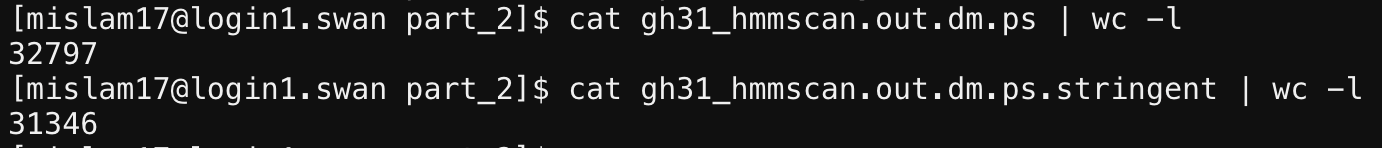 [mislam17@login1.swan part_2]$ cat gh31_hmmscan.out.dm.ps | wc -l
32797
[mislam17@login1.swan part_2]$ cat gh31_hmmscan.out.dm.ps.stringent | wc -l
31346